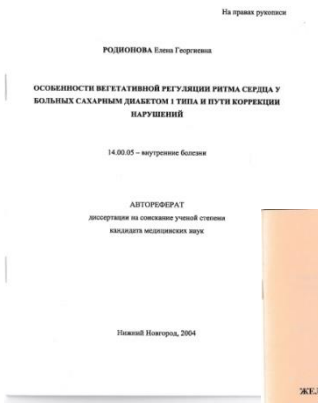 На правах рукописи
РОДИОНОВА Елена Георгиевна
ОСОБЕННОСТИ ВЕГЕТАТИВНОЙ РЕГУЛЯЦИИ РИТМА СЕРДЦА У
БОЛЬНЫХ САХАРНЫМ ДИАБЕТОМ 1 ТИПА И ПУТИ КОРРЕКЦИИ
НАРУШЕНИЙ
14.00.05 – внутренние болезни
АВТОРЕФЕРАТ
диссертации на соискание ученой степени
кандидата медицинских наук
Нижний Новгород, 2004
ЖЕЛ